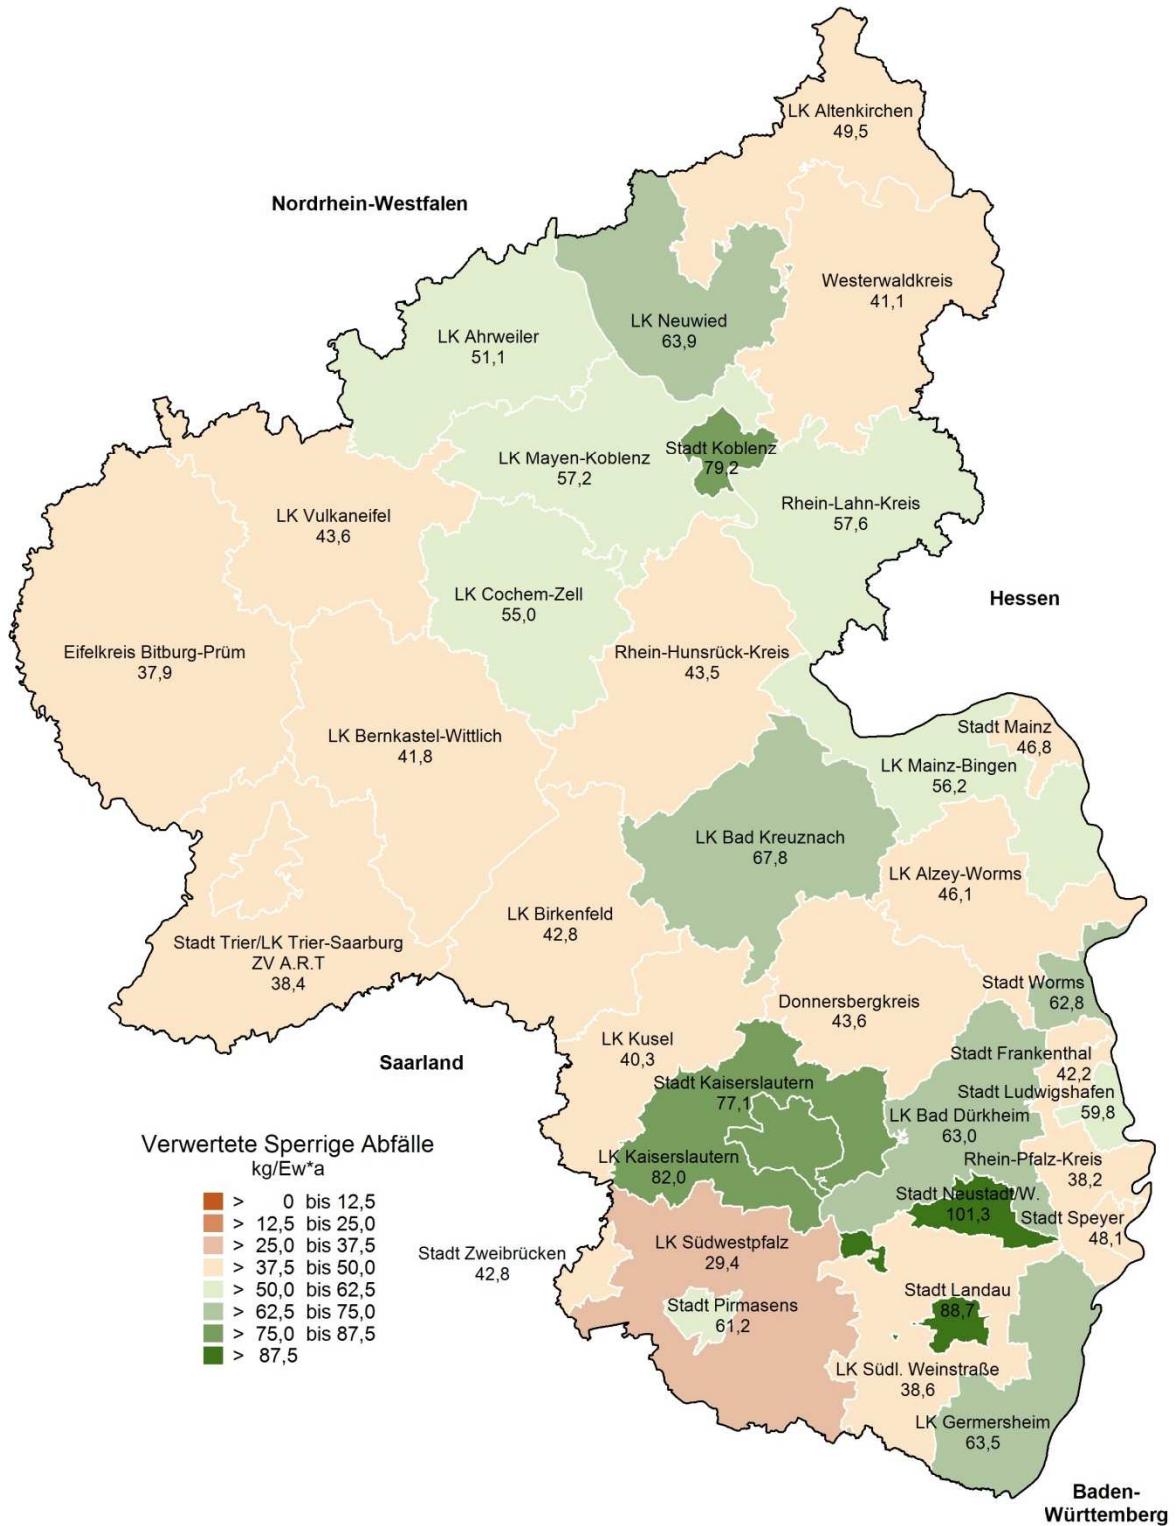 LK Altenkirchen
49,5
Nordrhein-Westfalen
Westerwaldkreis
41,1
LK Neuwied
63,9
LK Ahrweiler
51,1
Stadt Koblenz
79,2
LK Mayen-Koblenz
57,2
Rhein-Lahn-Kreis
57,6
LK Vulkaneifel
43,6
LK Cochem-Zell
55,0
Hessen
Eifelkreis Bitburg-Prüm
37,9
Rhein-Hunsrück-Kreis
43,5
LK Bernkastel-Wittlich
41,8
Stadt Mainz
46,8
LK Mainz-Bingen
56,2
LK Bad Kreuznach
67,8
LK Alzey-Worms
46,1
LK Birkenfeld
42,8
Stadt Trier/LK Trier-Saarburg
ZV A.R.T
38,4
Stadt Worms
62,8
Donnersbergkreis
43,6
LK Kusel
40,3
Saarland
Stadt Frankenthal
42,2
Stadt Kaiserslautern
77,1
Stadt Ludwigshafen
59,8
LK Bad Dürkheim
63,0
LK Kaiserslautern
82,0
Rhein-Pfalz-Kreis
38,2
Stadt Neustadt/W.
101,3
Stadt Speyer
48,1
LK Südwestpfalz
29,4
Stadt Zweibrücken
42,8
Stadt Landau
88,7
Stadt Pirmasens
61,2
LK Südl. Weinstraße
38,6
LK Germersheim
63,5
Baden-
Württemberg
Verwertete Sperrige Abfälle
kg/Ew*a
> 0 bis 12,5
> 12,5 bis 25,0
> 25,0 bis 37,5
> 37,5 bis 50,0
> 50,0 bis 62,5
> 62,5 bis 75,0
> 75,0 bis 87,5
> 87,5